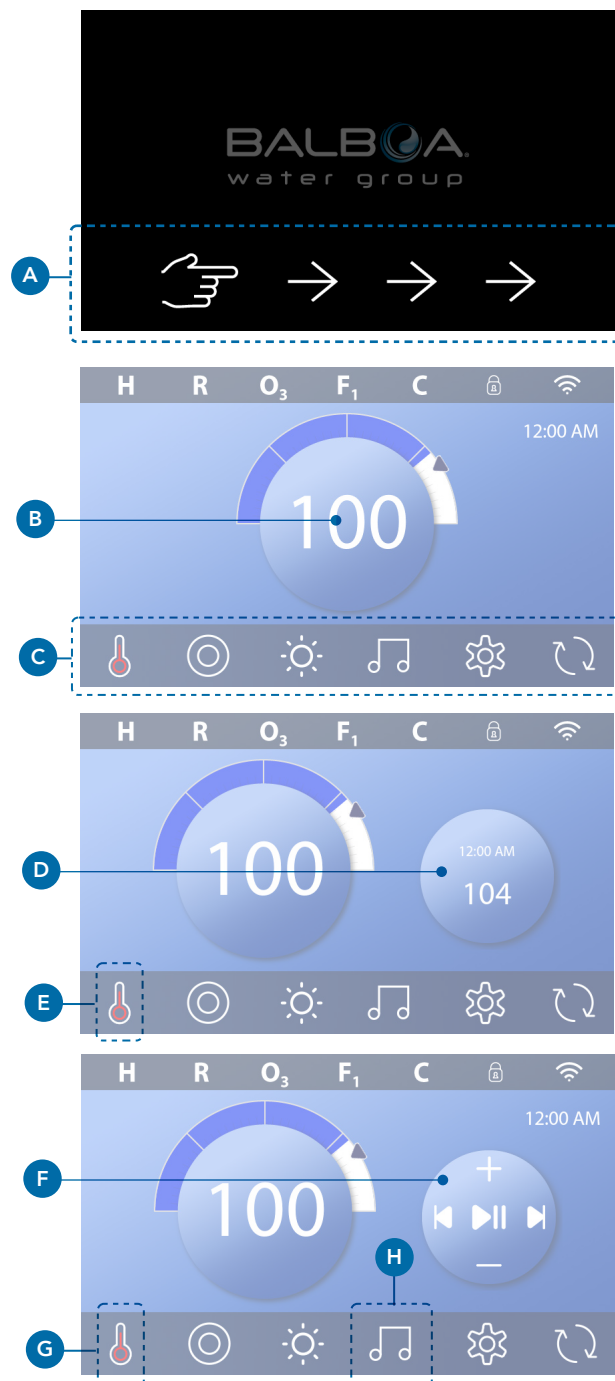 BALBOA®
water group
A
H R O₃ F₁ C
12:00 AM
100
B
C
H R O₃ F₁ C
100
12:00 AM
104
D
E
H R O₃ F₁ C
12:00 AM
100
F
H
G